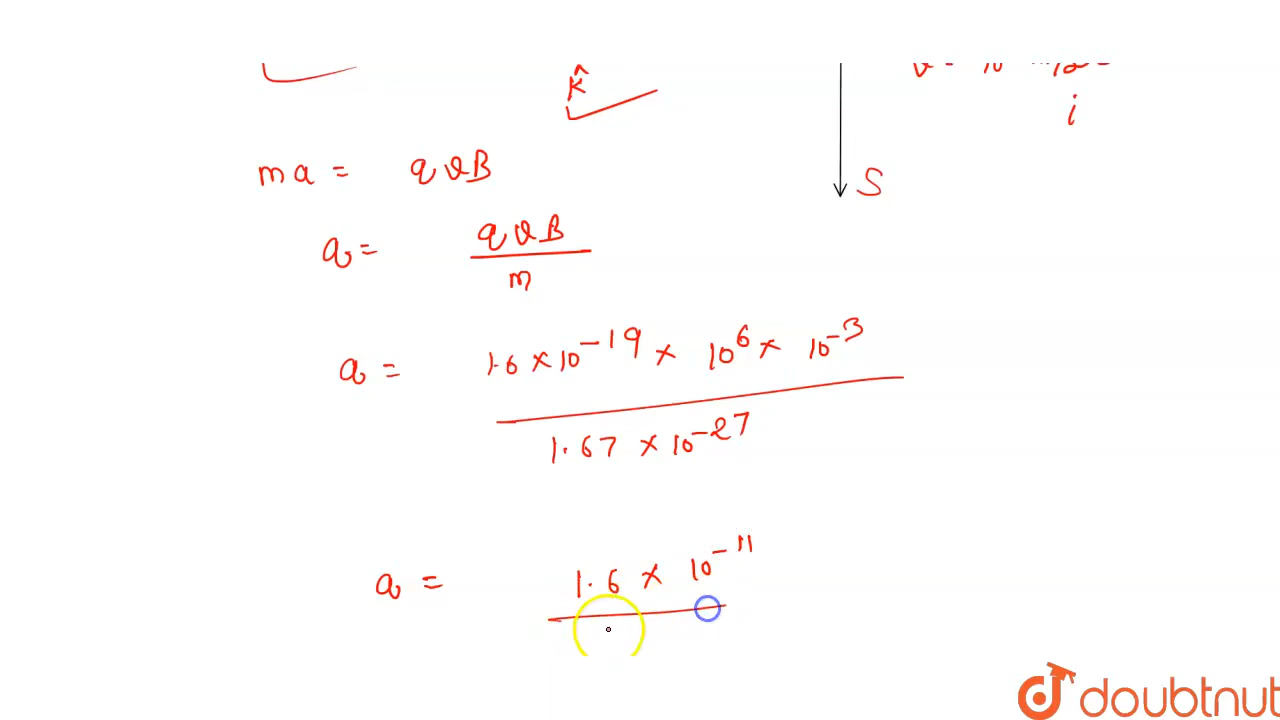 k̂
i
ma = qvB
S
a = qvB
m
a = 1.6 × 10⁻¹⁹ × 10⁶ × 10⁻³
1.67 × 10⁻²⁷
a = 1.6 × 10⁻¹¹
doubtnut